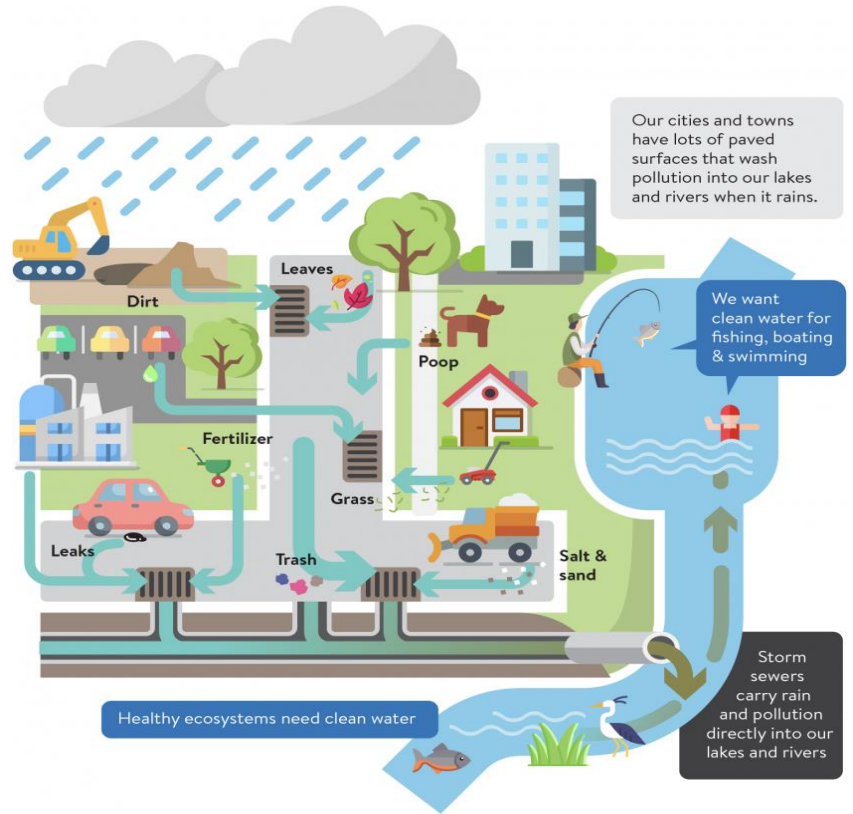 Our cities and towns
have lots of paved
surfaces that wash
pollution into our lakes
and rivers when it rains.
Leaves
Dirt
We want
clean water for
fishing, boating
& swimming
Poop
Fertilizer
Grass
Leaks
Trash
Salt &
sand
Storm
sewers
carry rain
and pollution
directly into our
lakes and rivers
Healthy ecosystems need clean water